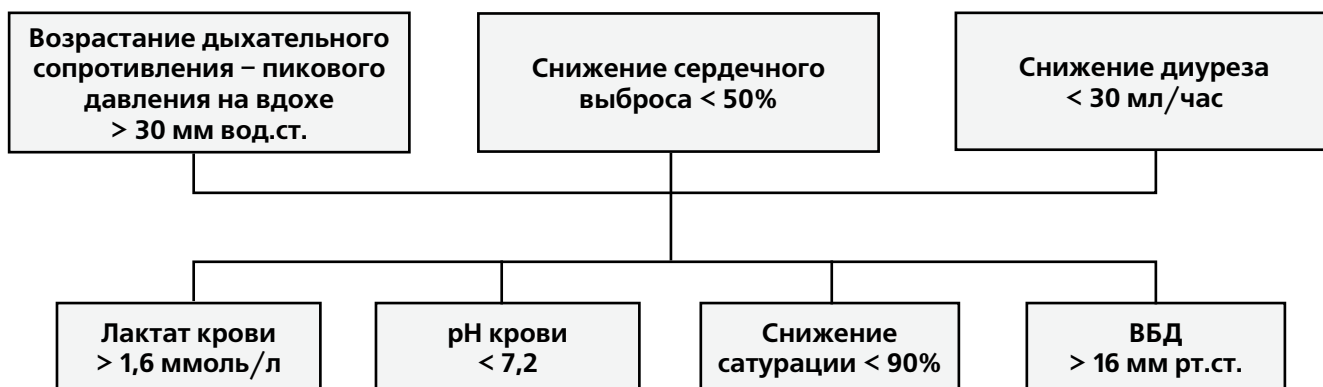 Возрастание дыхательного
сопротивления – пикового
давления на вдохе
> 30 мм вод.ст.
Снижение сердечного
выброса < 50%
Снижение диуреза
< 30 мл/час
Лактат крови
> 1,6 ммоль/л
pH крови
< 7,2
Снижение
сатурации < 90%
ВБД
> 16 мм рт.ст.